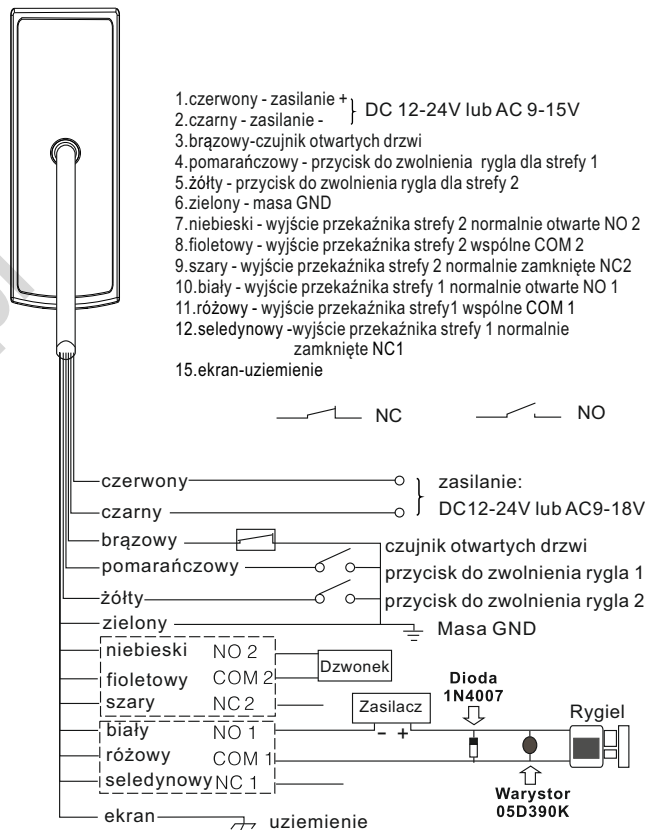 1.czerwony - zasilanie +
DC 12-24V lub AC 9-15V
2.czarny - zasilanie -
3.brązowy-czujnik otwartych drzwi
4.pomarańczowy - przycisk do zwolnienia rygla dla strefy 1
5.żółty - przycisk do zwolnienia rygla dla strefy 2
6.zielony - masa GND
7.niebieski - wyjście przekaźnika strefy 2 normalnie otwarte NO 2
8.fioletowy - wyjście przekaźnika strefy 2 wspólne COM 2
9.szary - wyjście przekaźnika strefy 2 normalnie zamknięte NC2
10.biały - wyjście przekaźnika strefy 1 normalnie otwarte NO 1
11.różowy - wyjście przekaźnika strefy1 wspólne COM 1
12.seledynowy -wyjście przekaźnika strefy 1 normalnie
zamknięte NC1
15.ekran-uziemienie
NC
NO
czerwony
zasilanie:
czarny
DC12-24V lub AC9-18V
brązowy
czujnik otwartych drzwi
pomarańczowy
przycisk do zwolnienia rygla 1
żółty
przycisk do zwolnienia rygla 2
zielony
Masa GND
niebieski NO 2
fioletowy COM 2
Dzwonek
szary NC 2
Zasilacz
- +
Dioda
1N4007
Rygiel
biały NO 1
różowy COM 1
seledynowy NC 1
Warystor
05D390K
ekran
uziemienie